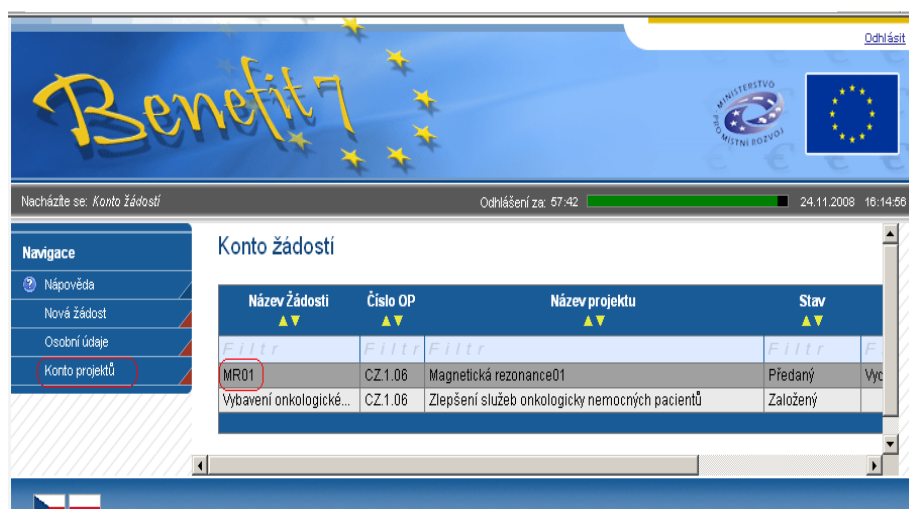 Odhlásit
Benefit7
MINISTERSTVO
PRO MÍSTNÍ ROZVOJ
Nacházíte se: Konto žádostí
Odhlášení za: 57:42
24.11.2008 16:14:56
Navigace
Nápověda
Nová žádost
Osobní údaje
Konto projektů
Konto žádostí
Název Žádosti Číslo OP Název projektu Stav
Filtr Filtr Filtr Filtr F
MR01 CZ.1.06 Magnetická rezonance01 Předaný Vyc
Vybavení onkologické... CZ.1.06 Zlepšení služeb onkologicky nemocných pacientů Založený